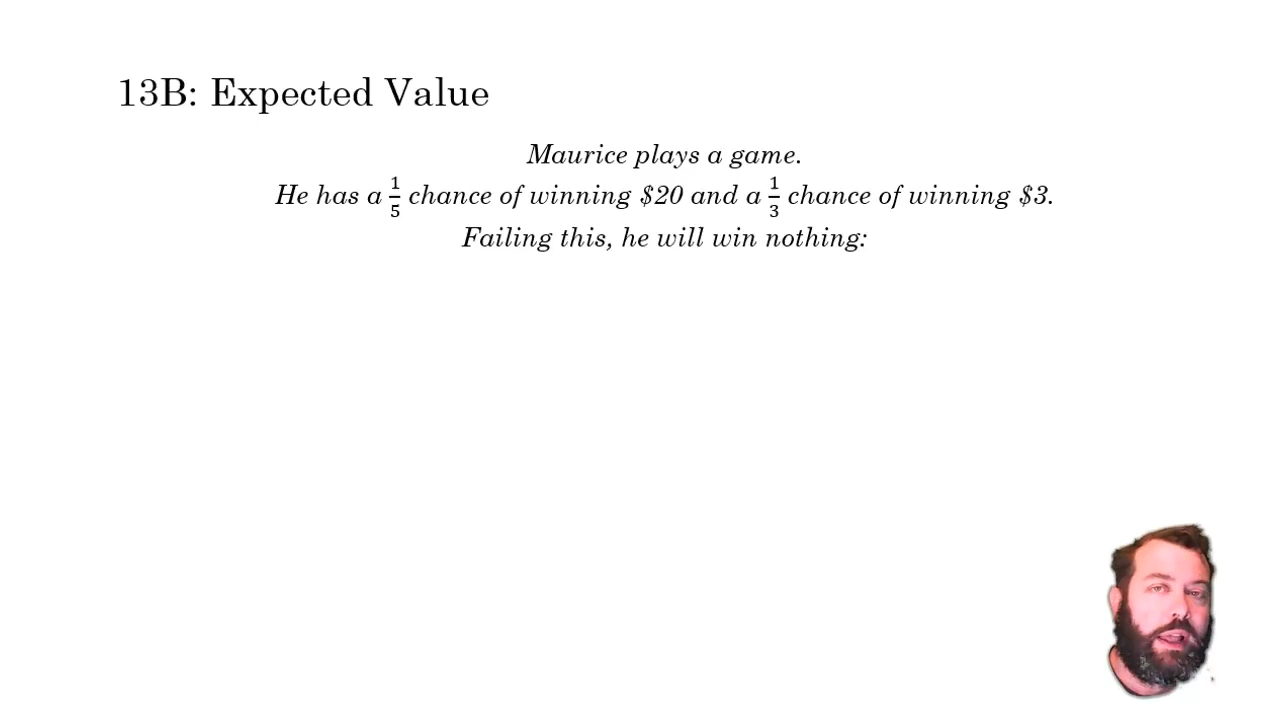 13B: Expected Value
Maurice plays a game.
He has a 1/5 chance of winning $20 and a 1/3 chance of winning $3.
Failing this, he will win nothing: